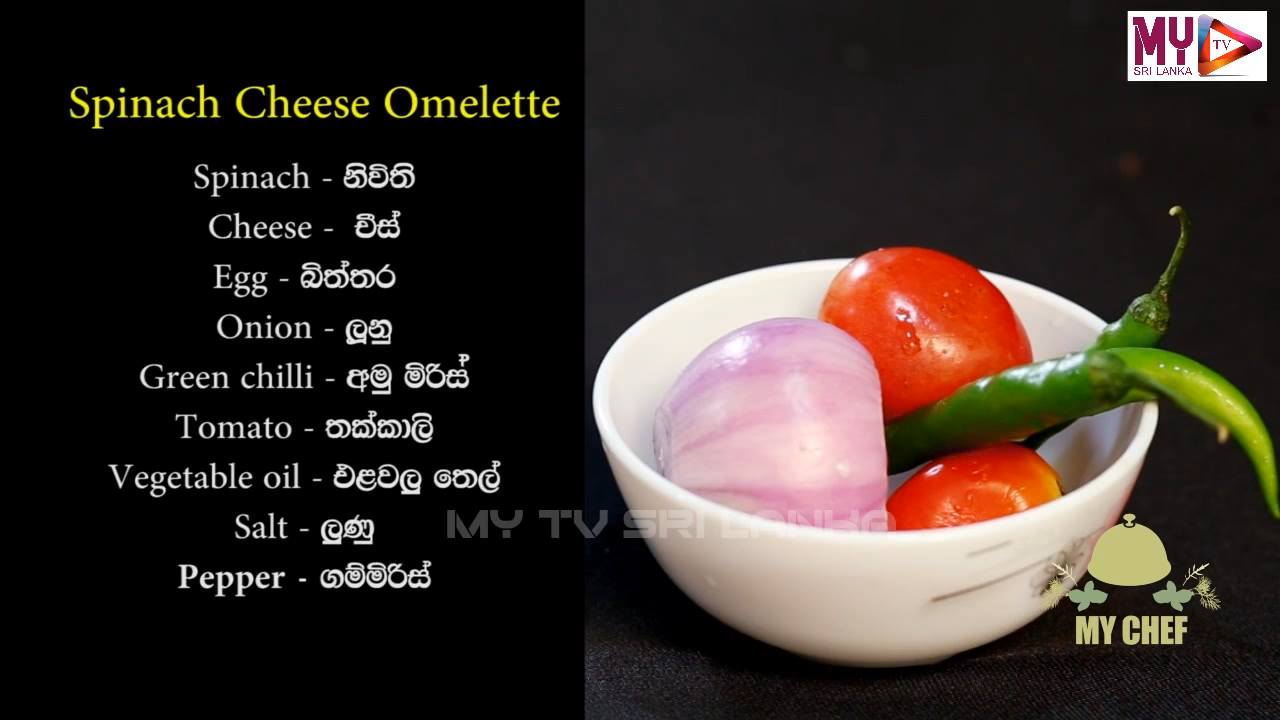 MY TV
SRI LANKA
Spinach Cheese Omelette
Spinach - නිවිති
Cheese - චීස්
Egg - බිත්තර
Onion - ලූනු
Green chilli - අමු මිරිස්
Tomato - තක්කාලි
Vegetable oil - එළවලු තෙල්
Salt - ලුණු
Pepper - ගම්මිරිස්
MY TV SRI LANKA
MY CHEF